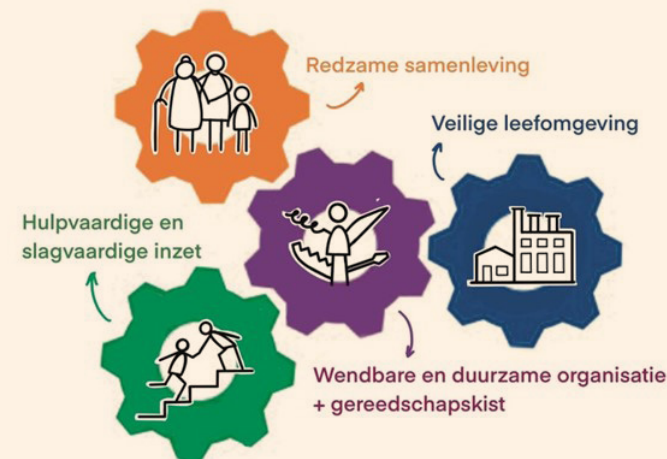 Redzame samenleving
Veilige leefomgeving
Hulpvaardige en
slagvaardige inzet
Wendbare en duurzame organisatie
+ gereedschapskist